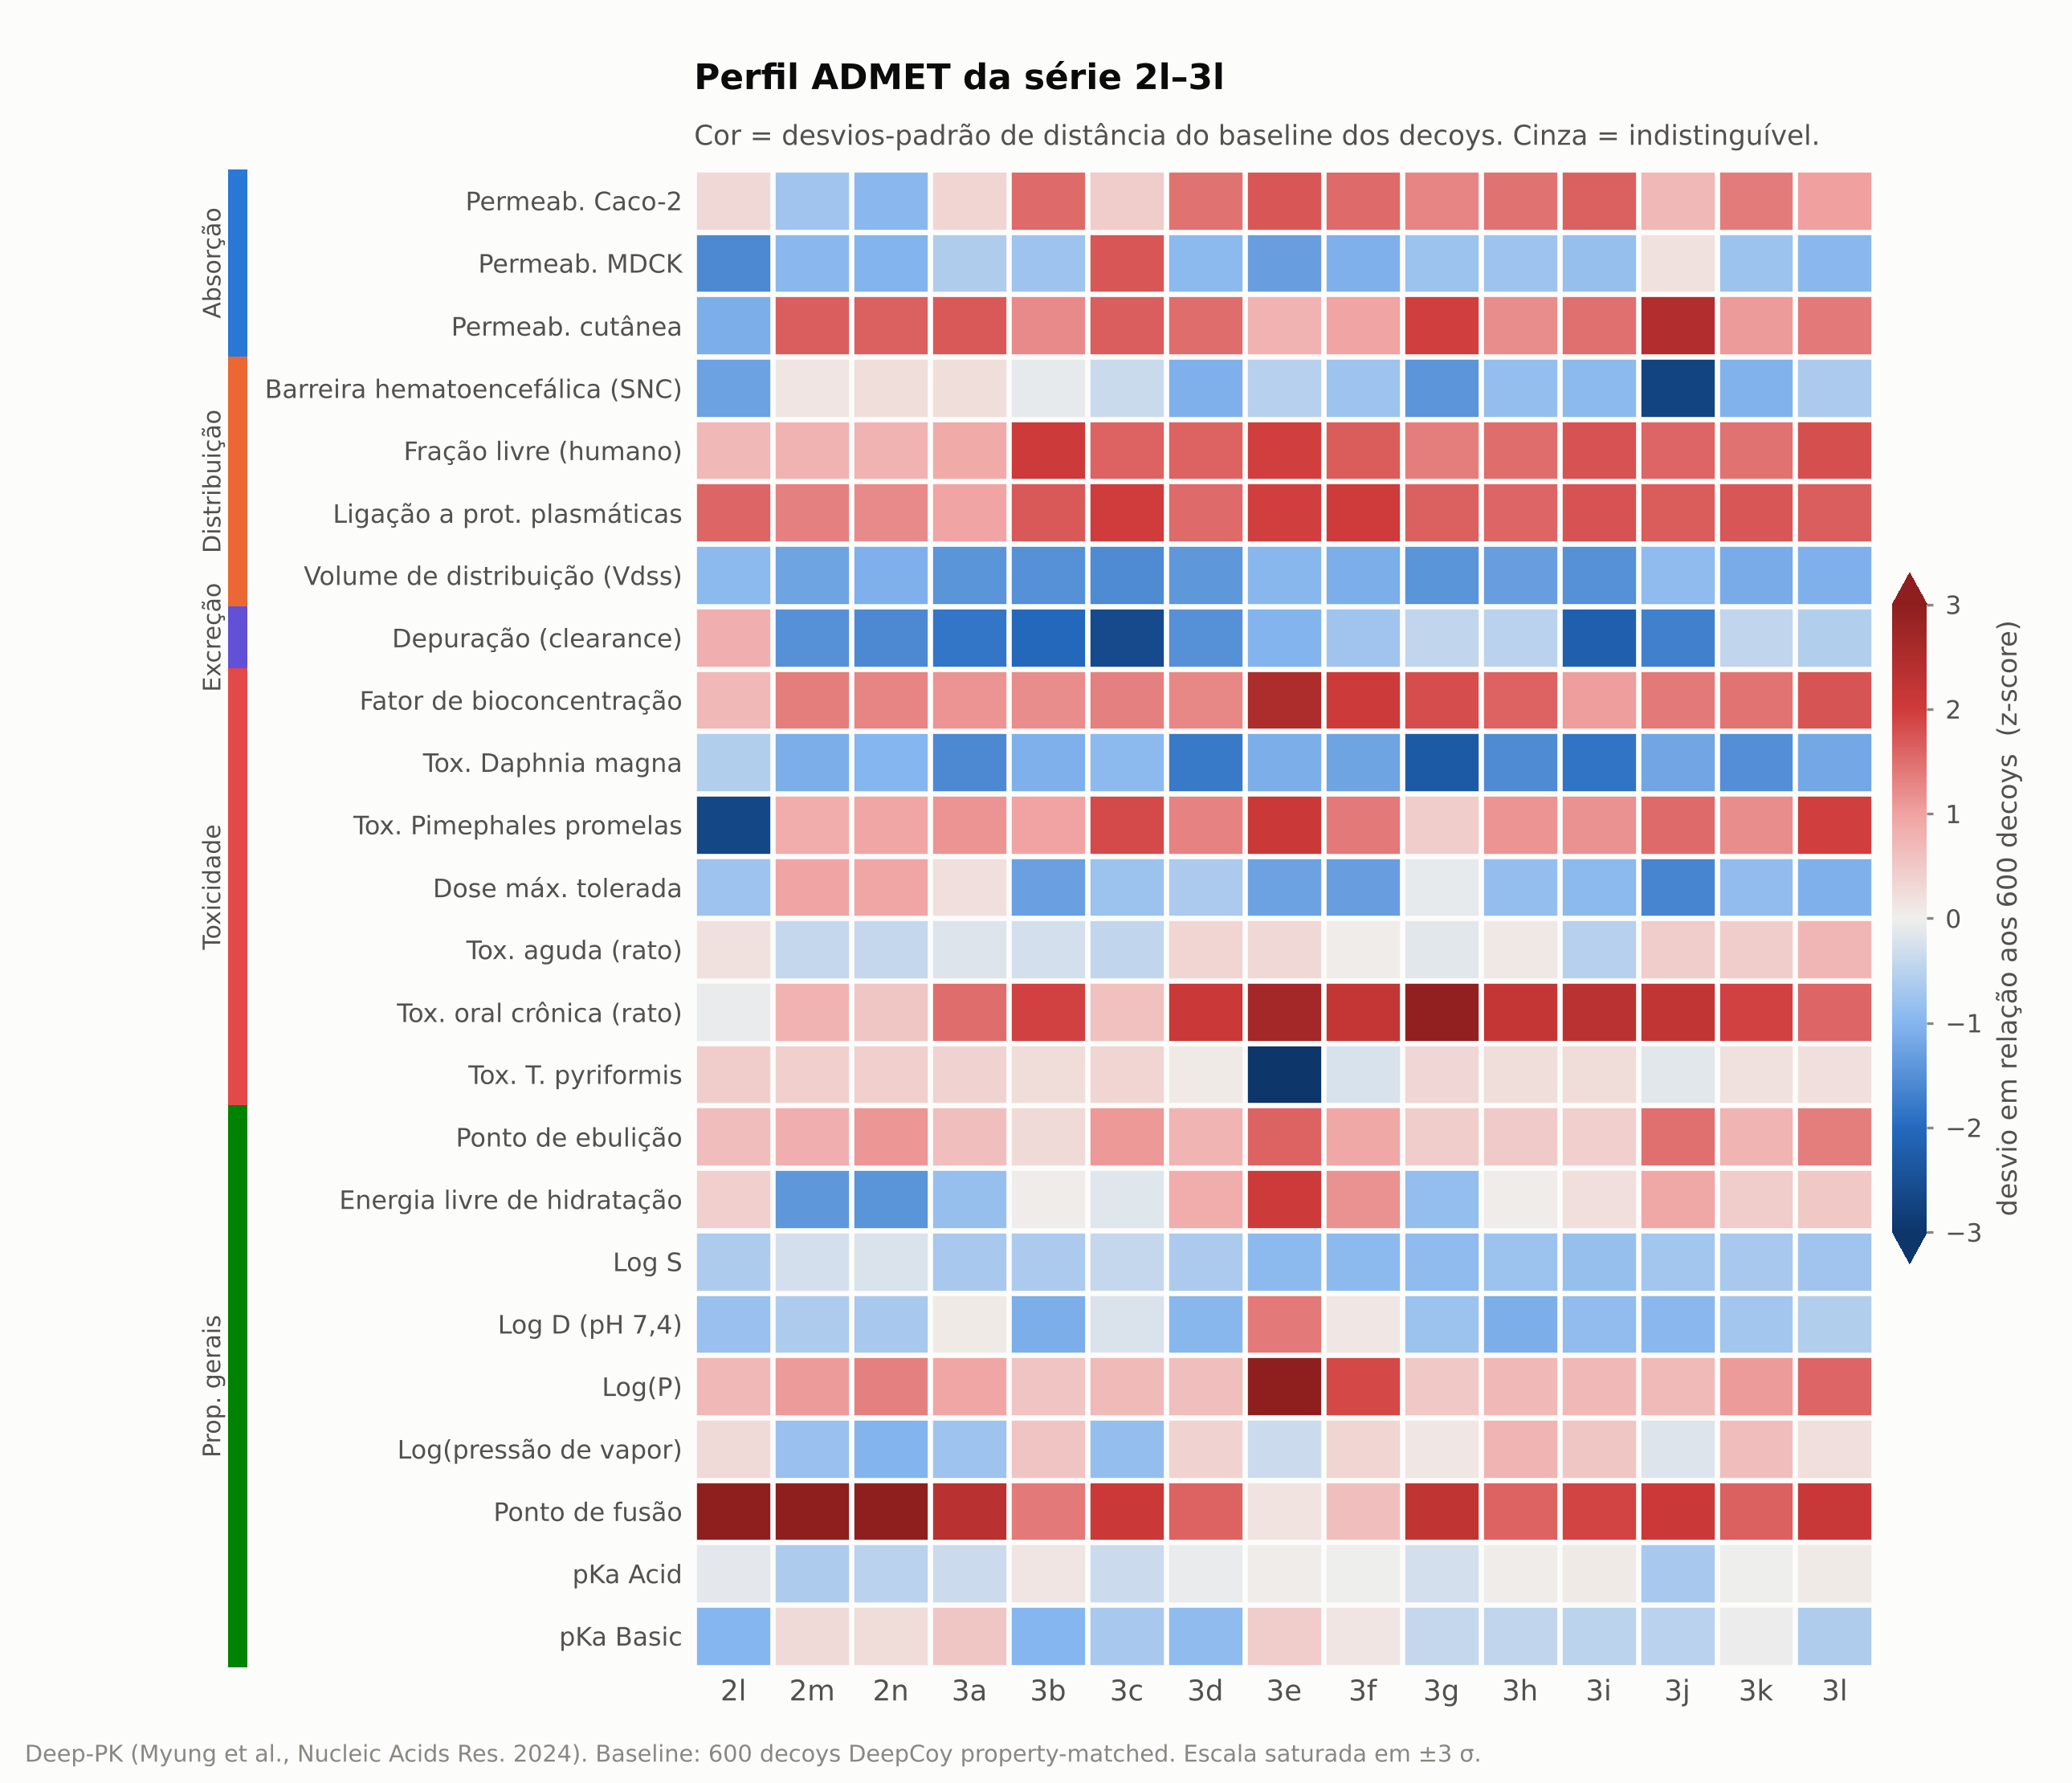 Perfil ADMET da série 2l–3l
Cor = desvios-padrão de distância do baseline dos decoys. Cinza = indistinguível.
Absorção
Distribuição
Excreção
Toxicidade
Prop. gerais
Permeab. Caco-2
Permeab. MDCK
Permeab. cutânea
Barreira hematoencefálica (SNC)
Fração livre (humano)
Ligação a prot. plasmáticas
Volume de distribuição (Vdss)
Depuração (clearance)
Fator de bioconcentração
Tox. Daphnia magna
Tox. Pimephales promelas
Dose máx. tolerada
Tox. aguda (rato)
Tox. oral crônica (rato)
Tox. T. pyriformis
Ponto de ebulição
Energia livre de hidratação
Log S
Log D (pH 7,4)
Log(P)
Log(pressão de vapor)
Ponto de fusão
pKa Acid
pKa Basic
2l 2m 2n 3a 3b 3c 3d 3e 3f 3g 3h 3i 3j 3k 3l
3
2
1
0
−1
−2
−3
desvio em relação aos 600 decoys (z-score)
Deep-PK (Myung et al., Nucleic Acids Res. 2024). Baseline: 600 decoys DeepCoy property-matched. Escala saturada em ±3 σ.